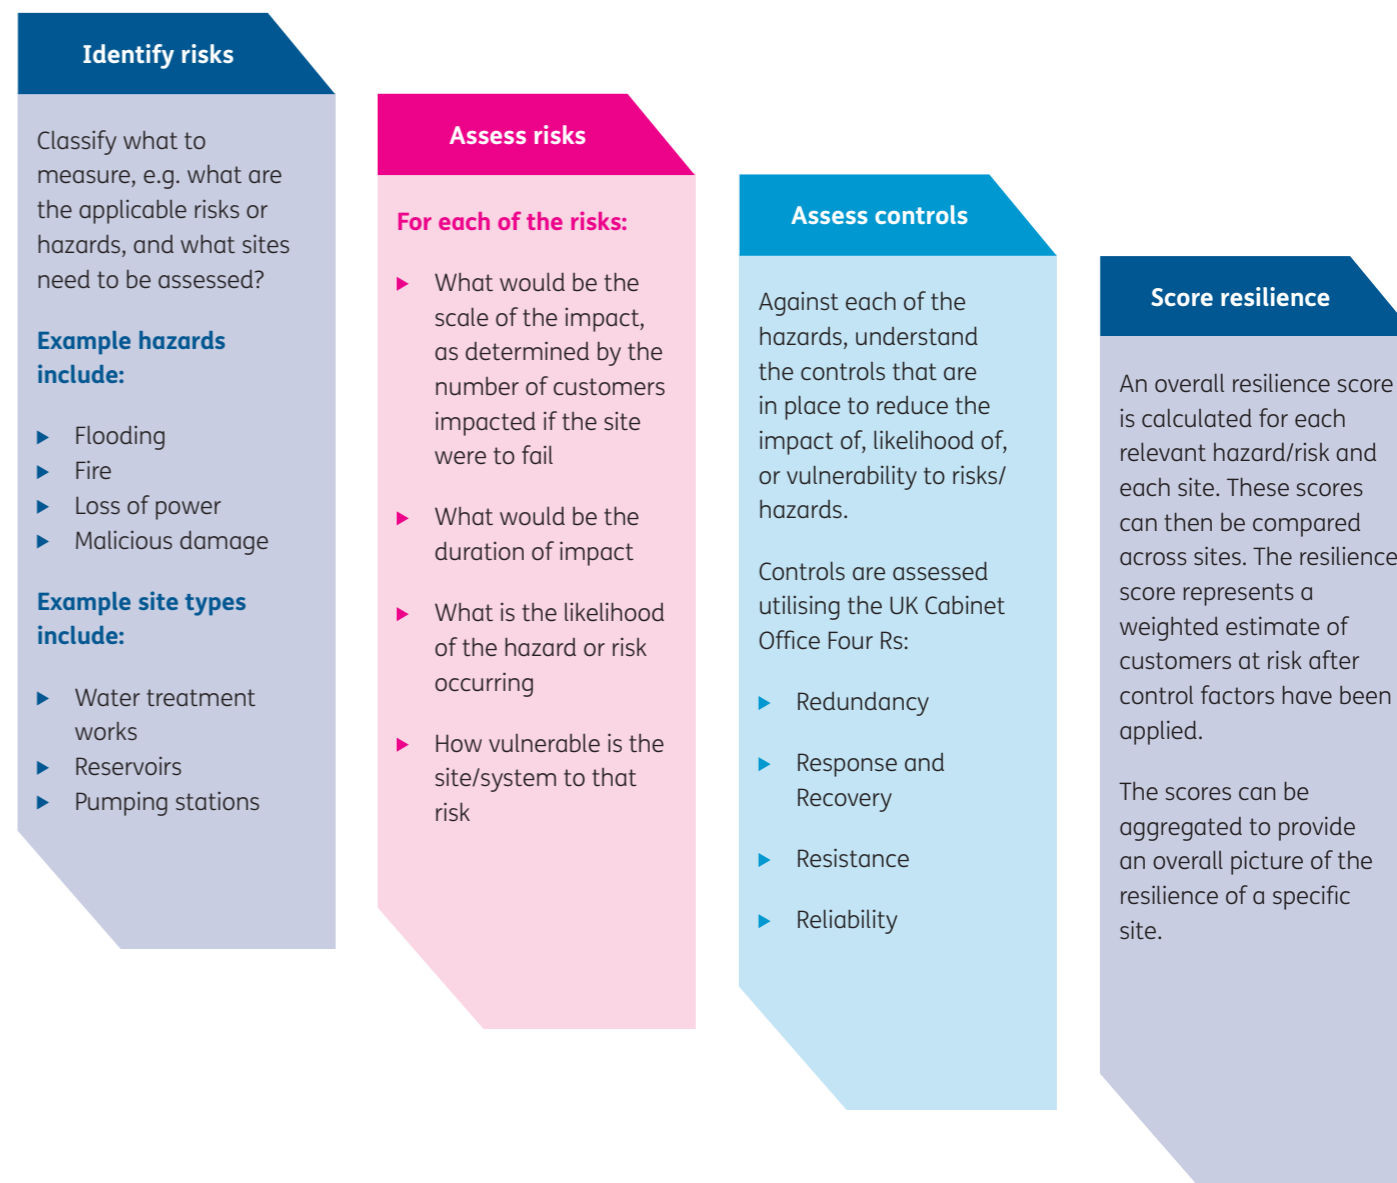 Identify risks
Classify what to
measure, e.g. what are
the applicable risks or
hazards, and what sites
need to be assessed?
Example hazards
include:
Flooding
Fire
Loss of power
Malicious damage
Example site types
include:
Water treatment
works
Reservoirs
Pumping stations
Assess risks
For each of the risks:
What would be the
scale of the impact,
as determined by the
number of customers
impacted if the site
were to fail
What would be the
duration of impact
What is the likelihood
of the hazard or risk
occurring
How vulnerable is the
site/system to that
risk
Assess controls
Against each of the
hazards, understand
the controls that are
in place to reduce the
impact of, likelihood of,
or vulnerability to risks/
hazards.
Controls are assessed
utilising the UK Cabinet
Office Four Rs:
Redundancy
Response and
Recovery
Resistance
Reliability
Score resilience
An overall resilience score
is calculated for each
relevant hazard/risk and
each site. These scores
can then be compared
across sites. The resilience
score represents a
weighted estimate of
customers at risk after
control factors have been
applied.
The scores can be
aggregated to provide
an overall picture of the
resilience of a specific
site.